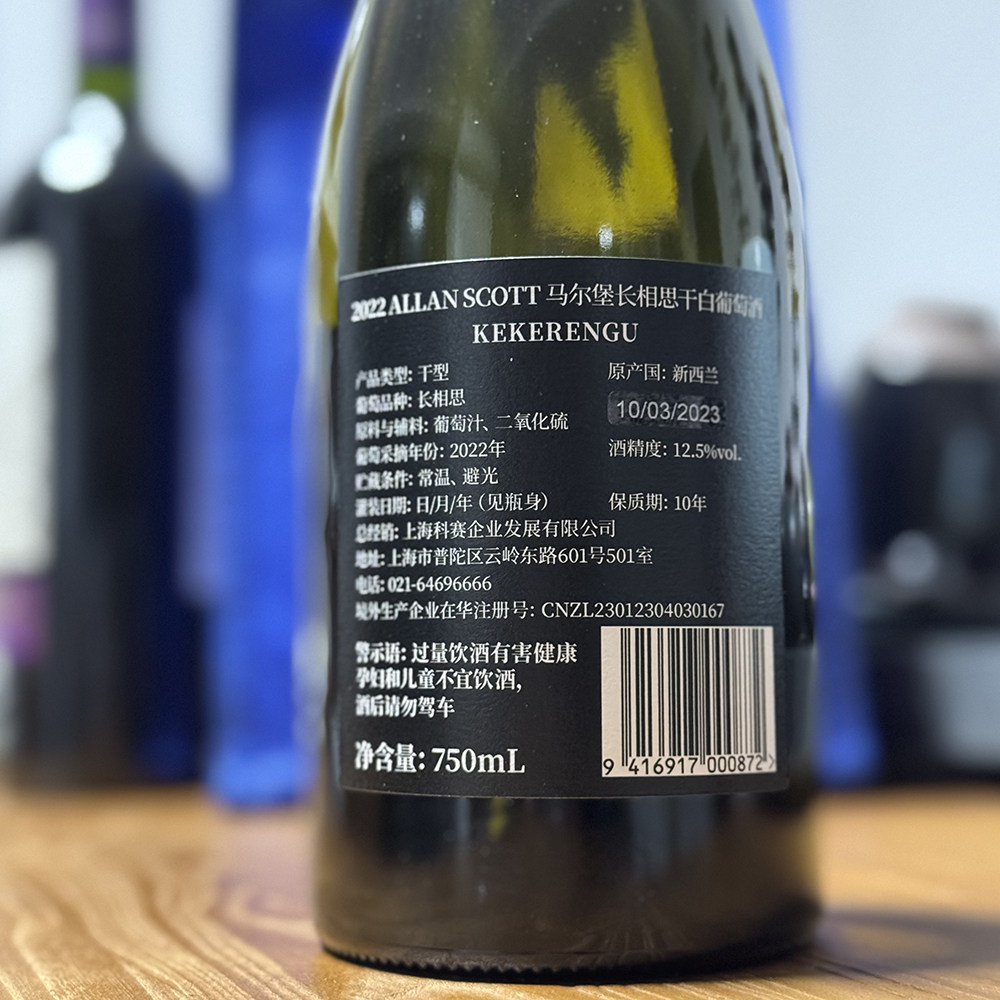 2022 ALLAN SCOTT 马尔堡长相思干白葡萄酒
KEKERENGU
产品类型: 干型
原产国: 新西兰
葡萄品种: 长相思
10/03/2023
原料与辅料: 葡萄汁、二氧化硫
葡萄采摘年份: 2022年
酒精度: 12.5%vol.
贮藏条件: 常温、避光
灌装日期: 日/月/年 (见瓶身)
保质期: 10年
总经销: 上海科赛企业发展有限公司
地址: 上海市普陀区云岭东路601号501室
电话: 021-64696666
境外生产企业在华注册号: CNZL23012304030167
警示语: 过量饮酒有害健康
孕妇和儿童不宜饮酒,
酒后请勿驾车
净含量: 750mL
9 416917 000872 >